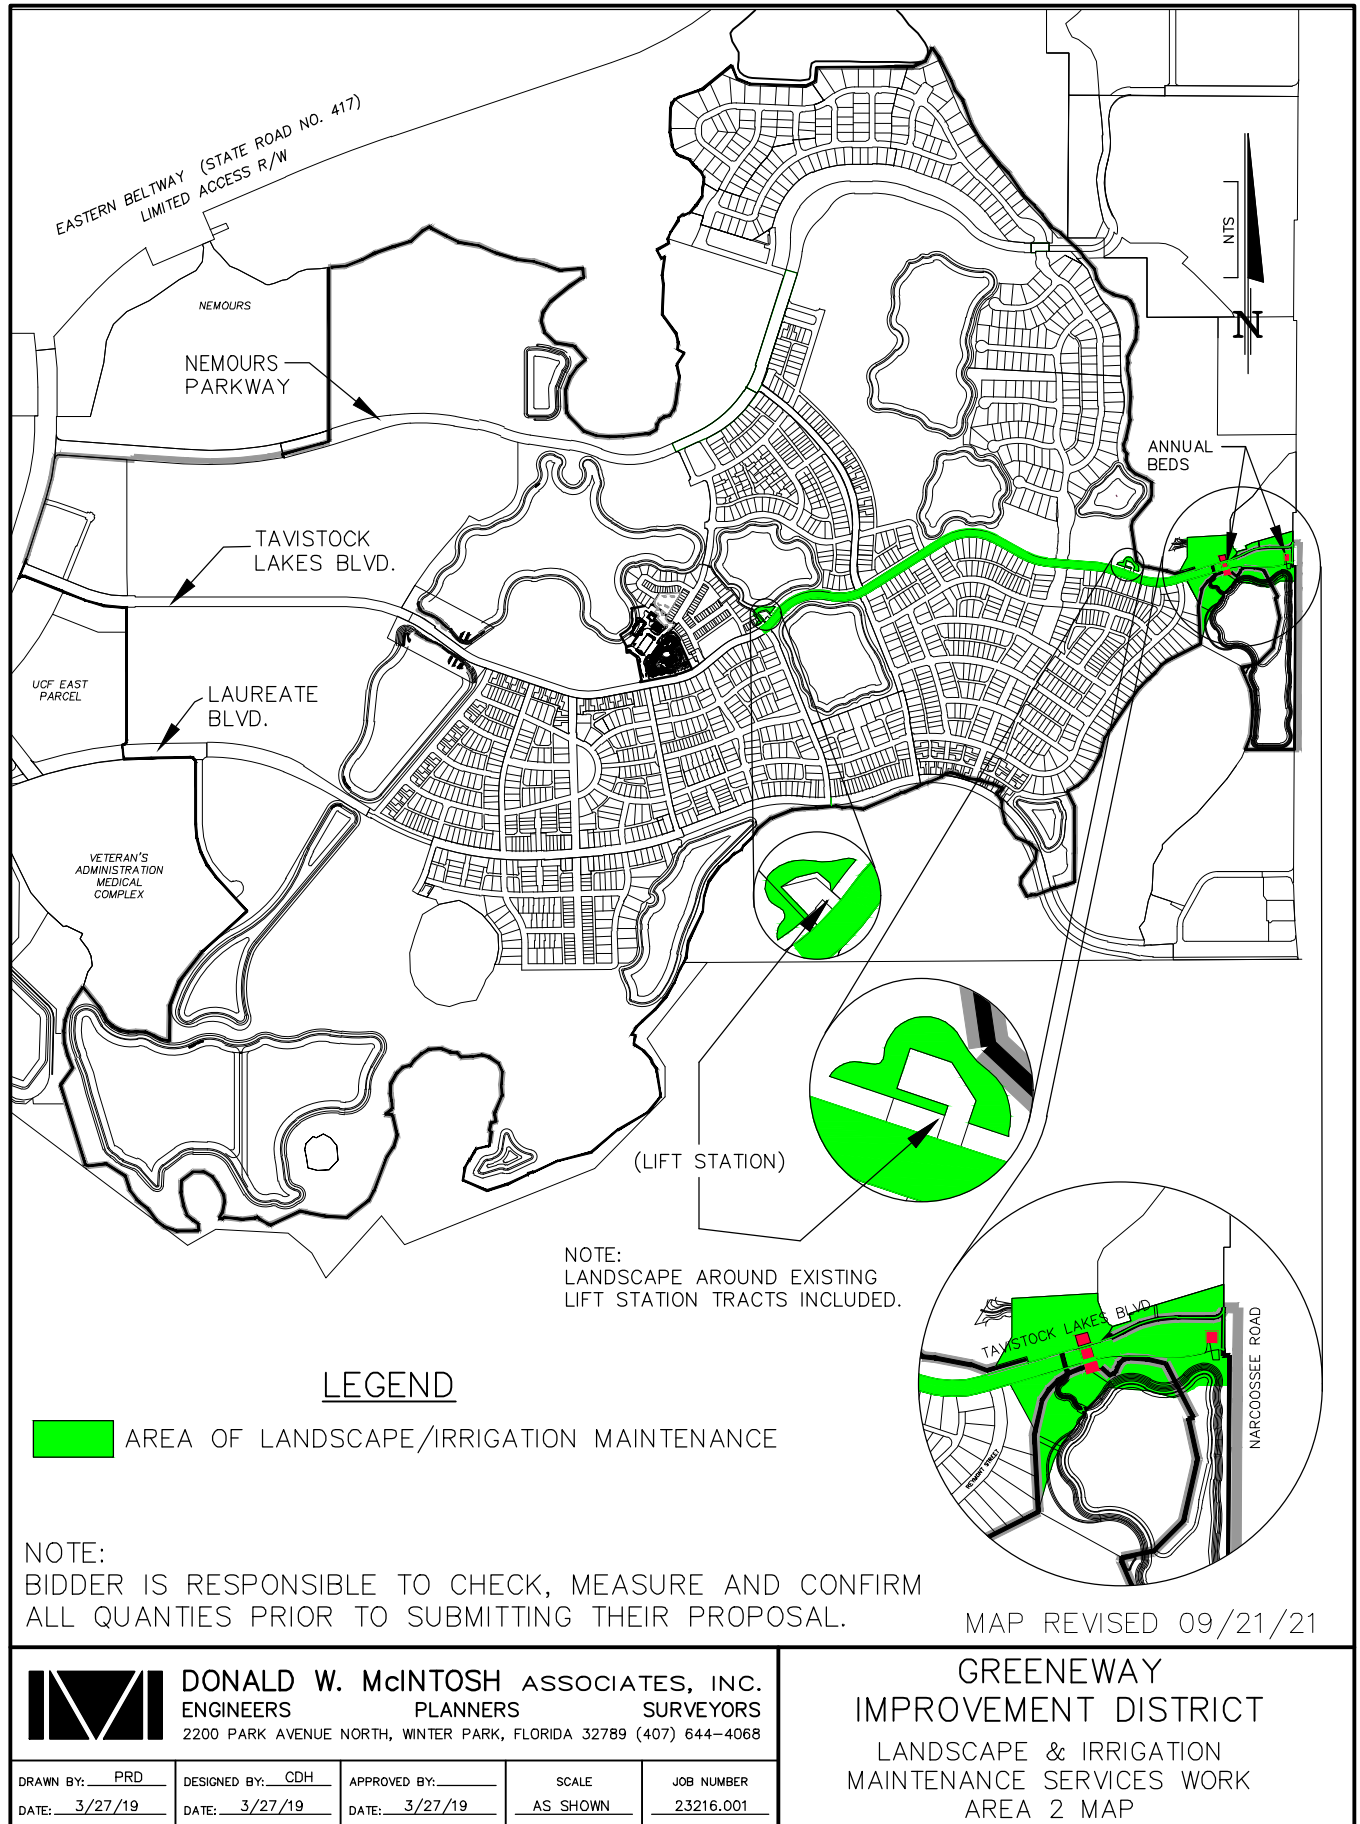 EASTERN BELTWAY (STATE ROAD NO. 417)
LIMITED ACCESS R/W
NTS
N
NEMOURS
NEMOURS
PARKWAY
ANNUAL
BEDS
TAVISTOCK
LAKES BLVD.
UCF EAST
PARCEL
LAUREATE
BLVD.
VETERAN'S
ADMINISTRATION
MEDICAL
COMPLEX
(LIFT STATION)
NOTE:
LANDSCAPE AROUND EXISTING
LIFT STATION TRACTS INCLUDED.
TAVISTOCK LAKES BLVD
NARCOOSSEE ROAD
STREET
LEGEND
AREA OF LANDSCAPE/IRRIGATION MAINTENANCE
NOTE:
BIDDER IS RESPONSIBLE TO CHECK, MEASURE AND CONFIRM
ALL QUANTIES PRIOR TO SUBMITTING THEIR PROPOSAL.
MAP REVISED 09/21/21
DONALD W. McINTOSH ASSOCIATES, INC.
ENGINEERS PLANNERS SURVEYORS
2200 PARK AVENUE NORTH, WINTER PARK, FLORIDA 32789 (407) 644-4068
DRAWN BY: PRD
DATE: 3/27/19
DESIGNED BY: CDH
DATE: 3/27/19
APPROVED BY:
DATE: 3/27/19
SCALE
AS SHOWN
JOB NUMBER
23216.001
GREENEWAY
IMPROVEMENT DISTRICT
LANDSCAPE & IRRIGATION
MAINTENANCE SERVICES WORK
AREA 2 MAP